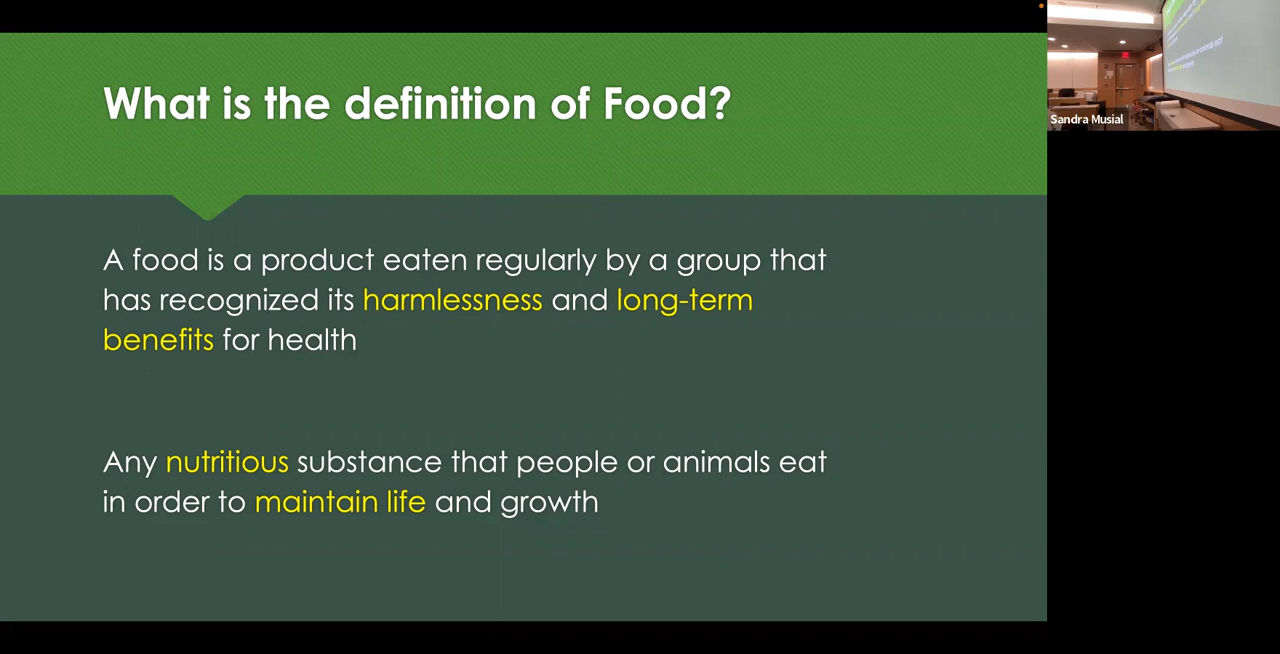 What is the definition of Food?
A food is a product eaten regularly by a group that
has recognized its harmlessness and long-term
benefits for health
Any nutritious substance that people or animals eat
in order to maintain life and growth
Sandra Musial